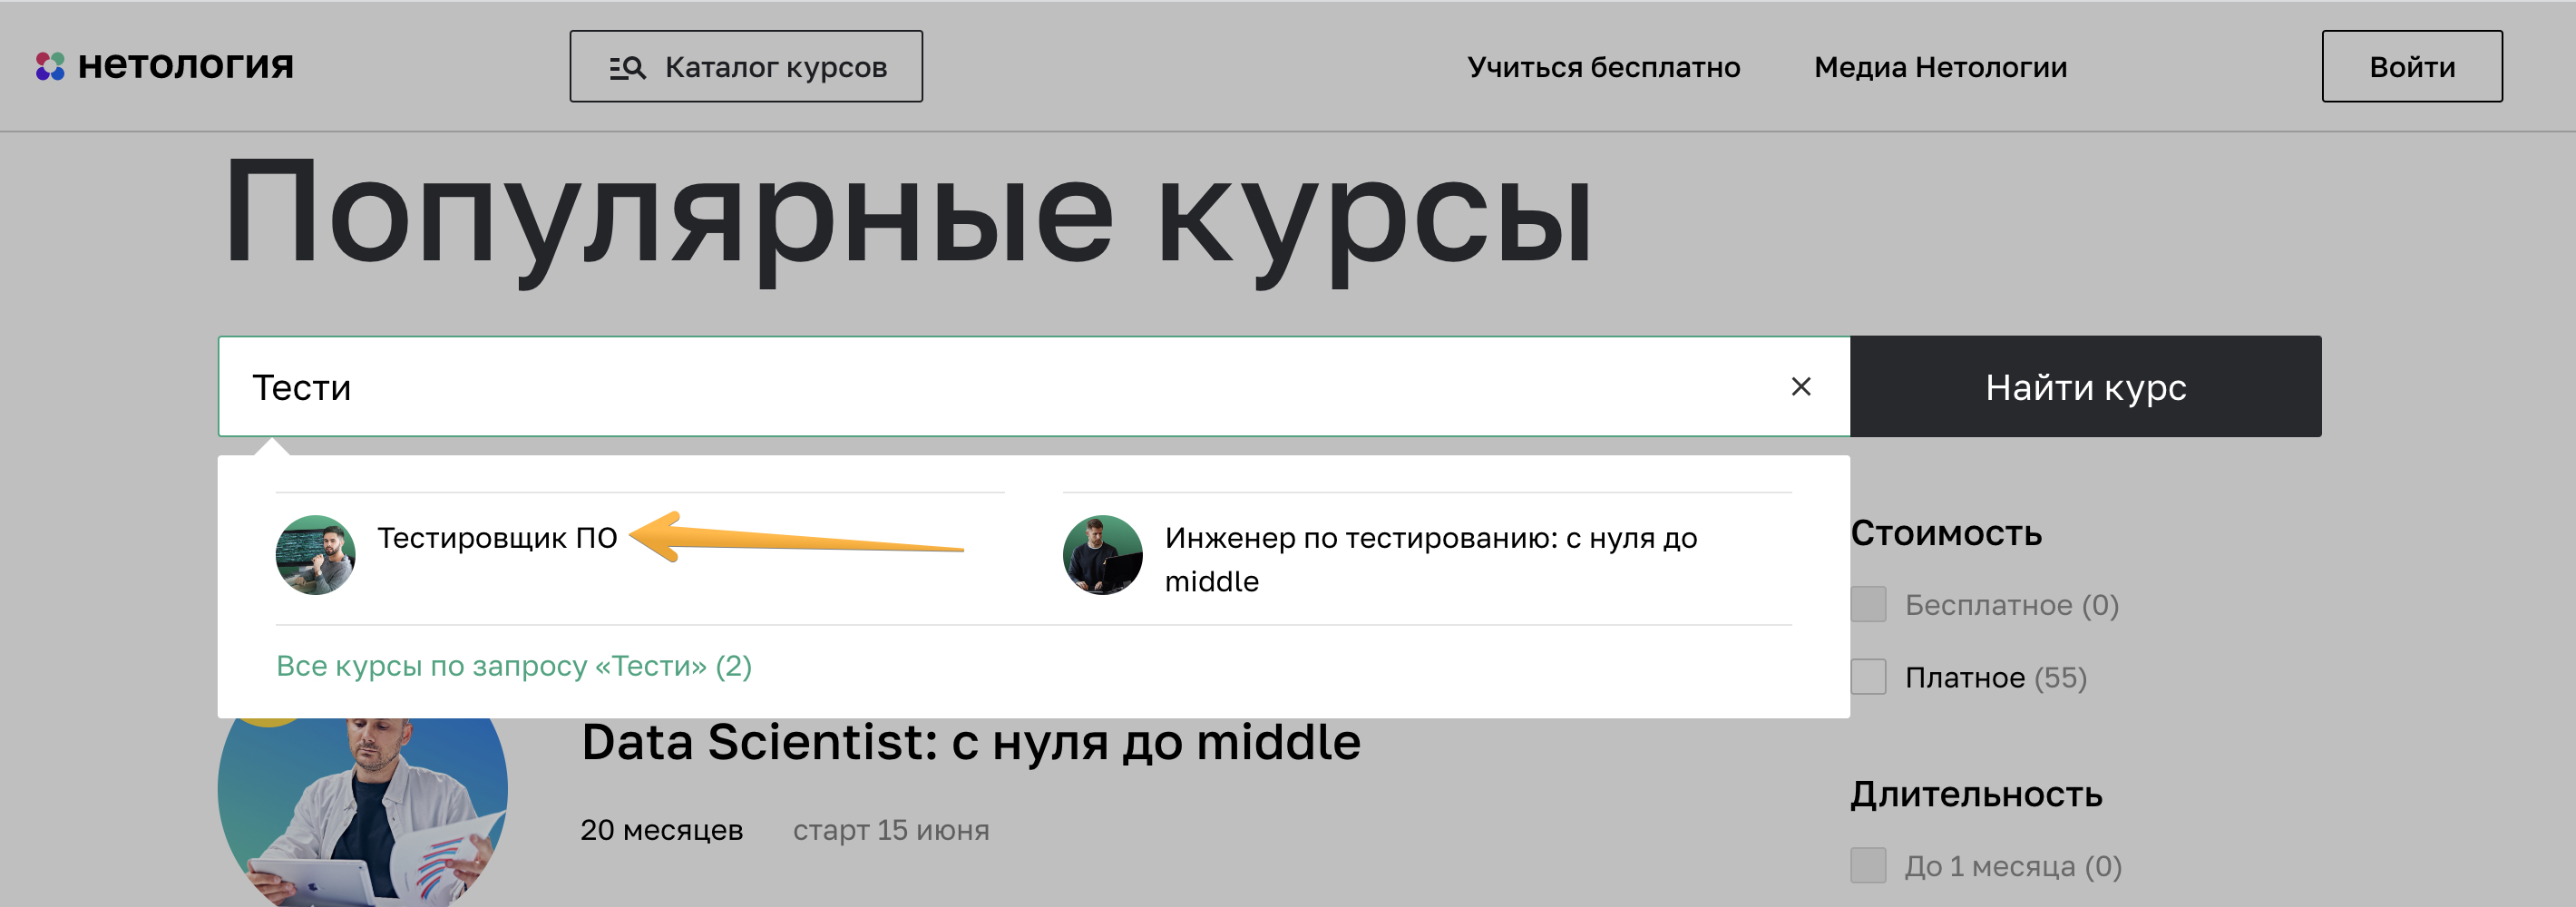 нетология
Каталог курсов
Учиться бесплатно
Медиа Нетологии
Войти
Популярные курсы
Тести
Найти курс
Тестировщик ПО
Инженер по тестированию: с нуля до
middle
Все курсы по запросу «Тести» (2)
Стоимость
Бесплатное (0)
Платное (55)
Data Scientist: с нуля до middle
20 месяцев
старт 15 июня
Длительность
До 1 месяца (0)